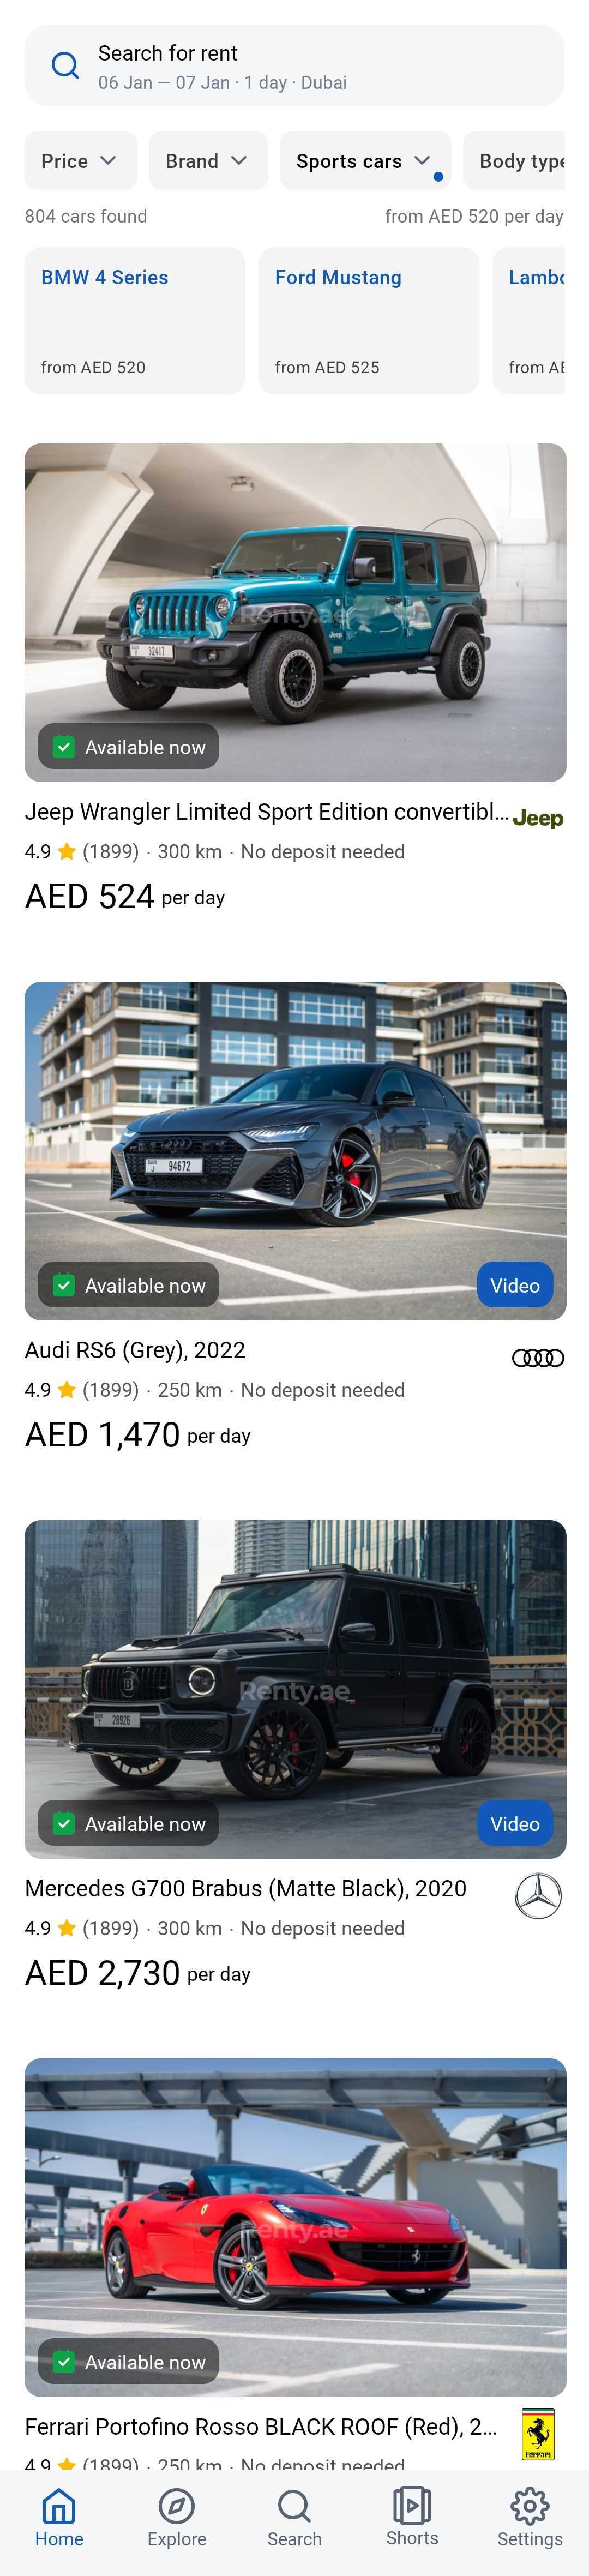 Search for rent
06 Jan — 07 Jan · 1 day · Dubai
Price Brand Sports cars Body type
804 cars found from AED 520 per day
BMW 4 Series Ford Mustang Lambo
from AED 520 from AED 525 from AE
Renty.ae
Jeep
32417
Available now
Jeep Wrangler Limited Sport Edition convertibl... Jeep
4.9 (1899) · 300 km · No deposit needed
AED 524 per day
94672
Available now Video
Audi RS6 (Grey), 2022
4.9 (1899) · 250 km · No deposit needed
AED 1,470 per day
Renty.ae
B
28926
Available now Video
Mercedes G700 Brabus (Matte Black), 2020
4.9 (1899) · 300 km · No deposit needed
AED 2,730 per day
Renty.ae
Available now
Ferrari Portofino Rosso BLACK ROOF (Red), 2...
Ferrari
4.9 (1899) · 250 km · No deposit needed
Home Explore Search Shorts Settings